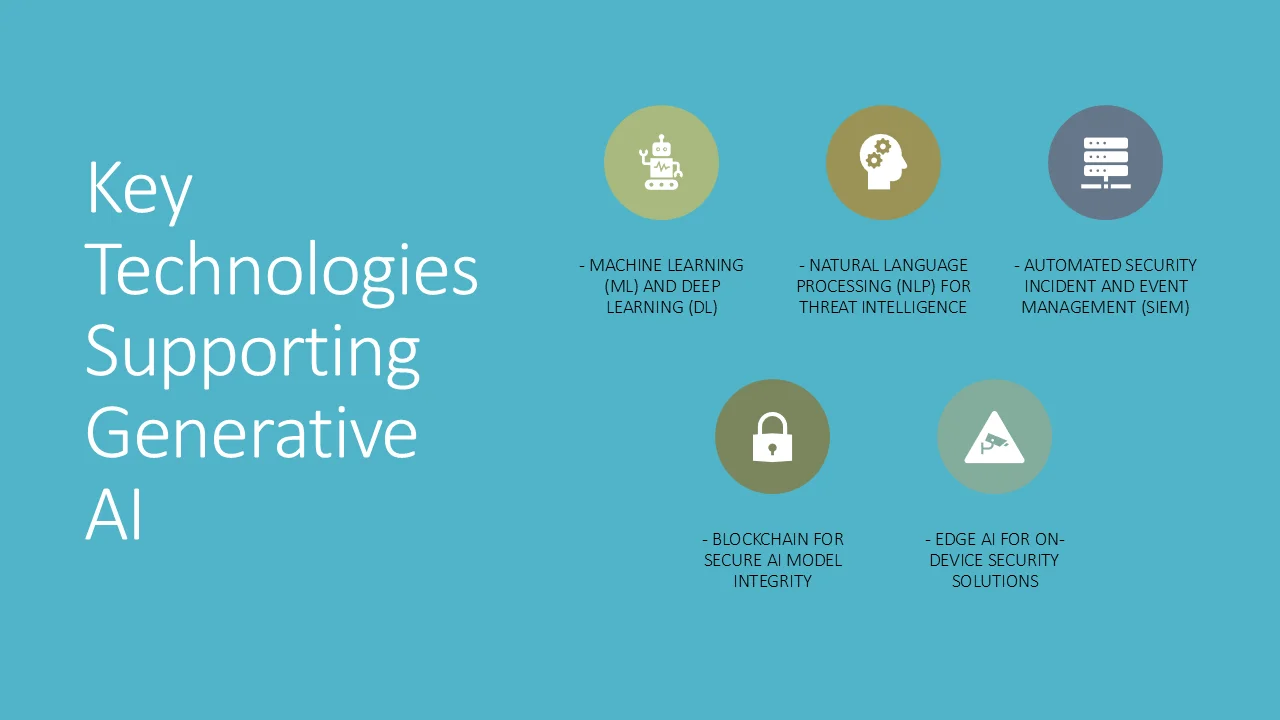 Key
Technologies
Supporting
Generative
AI
- MACHINE LEARNING
(ML) AND DEEP
LEARNING (DL)
- NATURAL LANGUAGE
PROCESSING (NLP) FOR
THREAT INTELLIGENCE
- AUTOMATED SECURITY
INCIDENT AND EVENT
MANAGEMENT (SIEM)
- BLOCKCHAIN FOR
SECURE AI MODEL
INTEGRITY
- EDGE AI FOR ON-
DEVICE SECURITY
SOLUTIONS